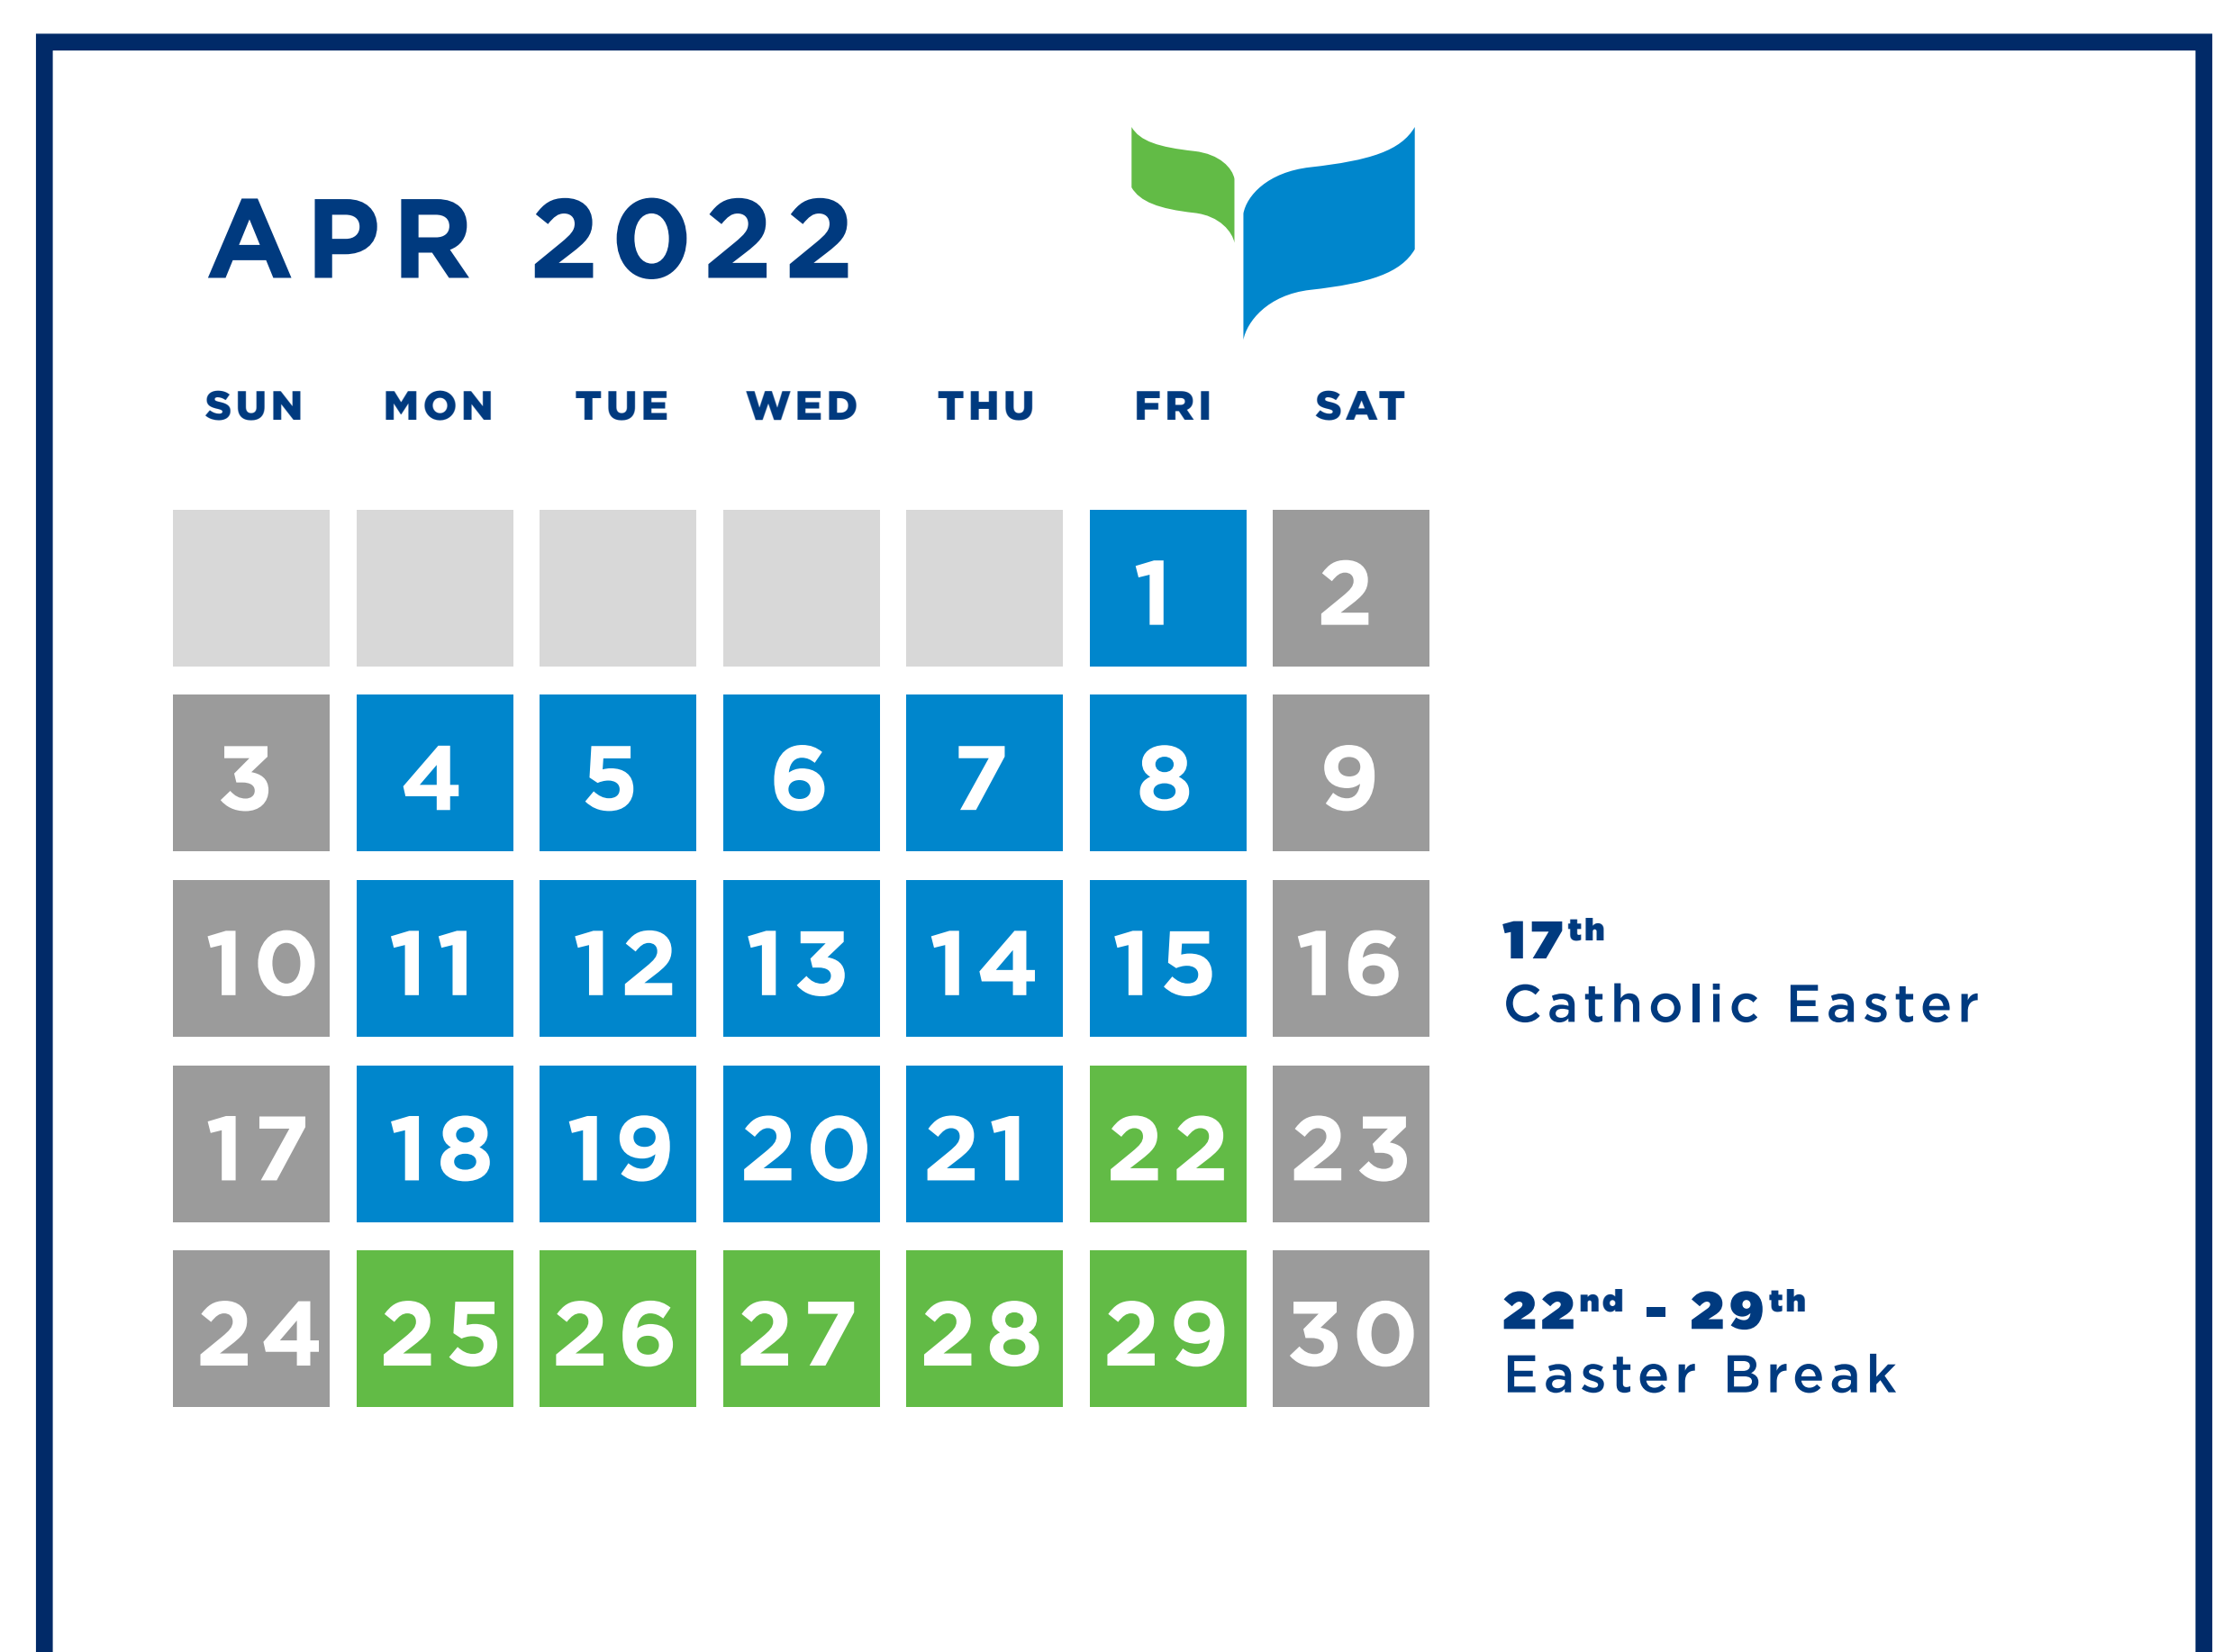 APR 2022
SUN MON TUE WED THU FRI SAT
1 2
3 4 5 6 7 8 9
10 11 12 13 14 15 16
17th
Catholic Easter
17 18 19 20 21 22 23
24 25 26 27 28 29 30
22nd - 29th
Easter Break